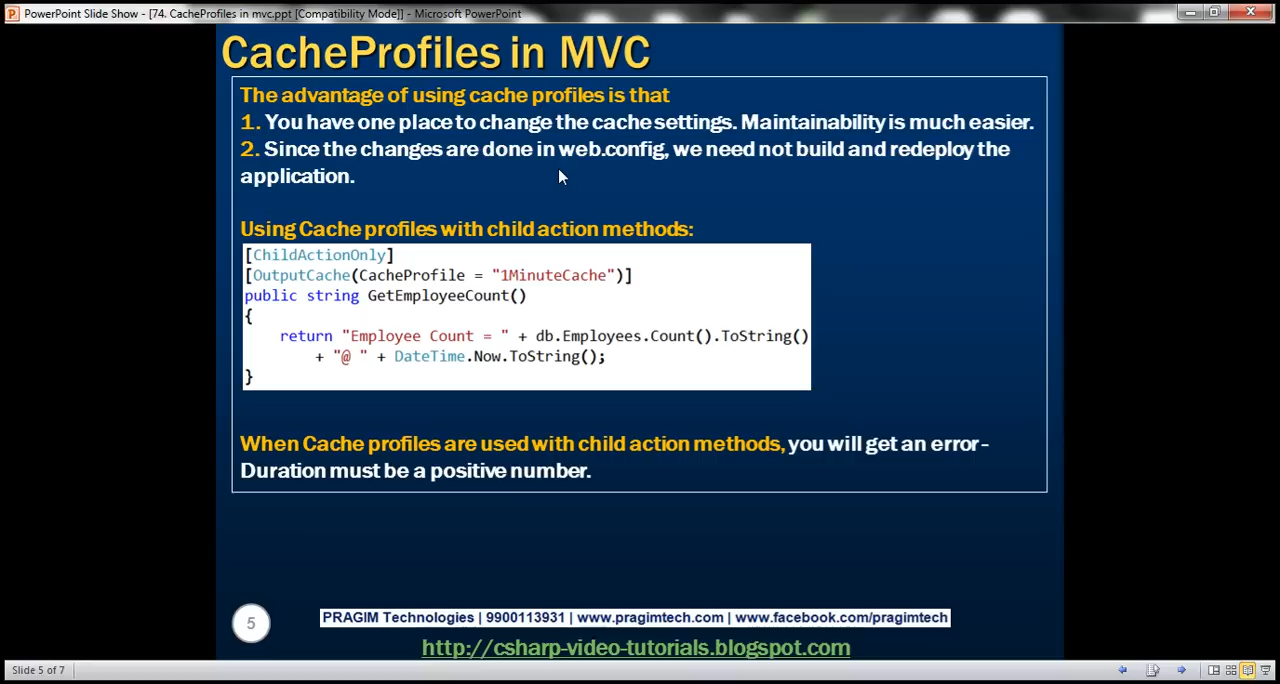 PowerPoint Slide Show - [74. CacheProfiles in mvc.ppt [Compatibility Mode]] - Microsoft PowerPoint
CacheProfiles in MVC
The advantage of using cache profiles is that
1. You have one place to change the cache settings. Maintainability is much easier.
2. Since the changes are done in web.config, we need not build and redeploy the
application.
Using Cache profiles with child action methods:
[ChildActionOnly]
[OutputCache(CacheProfile = "1MinuteCache")]
public string GetEmployeeCount()
{
return "Employee Count = " + db.Employees.Count().ToString()
+ "@ " + DateTime.Now.ToString();
}
When Cache profiles are used with child action methods, you will get an error -
Duration must be a positive number.
5
PRAGIM Technologies | 9900113931 | www.pragimtech.com | www.facebook.com/pragimtech
http://csharp-video-tutorials.blogspot.com
Slide 5 of 7